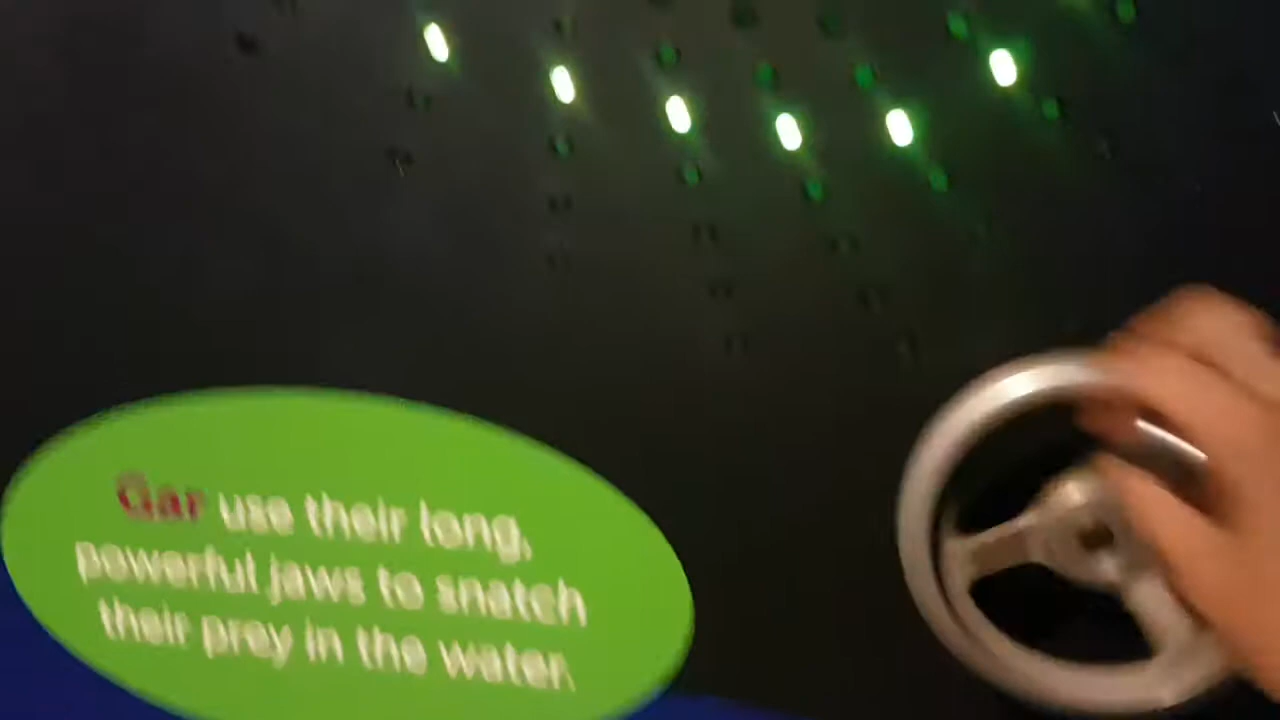 Gar use their long,
powerful jaws to snatch
their prey in the water.